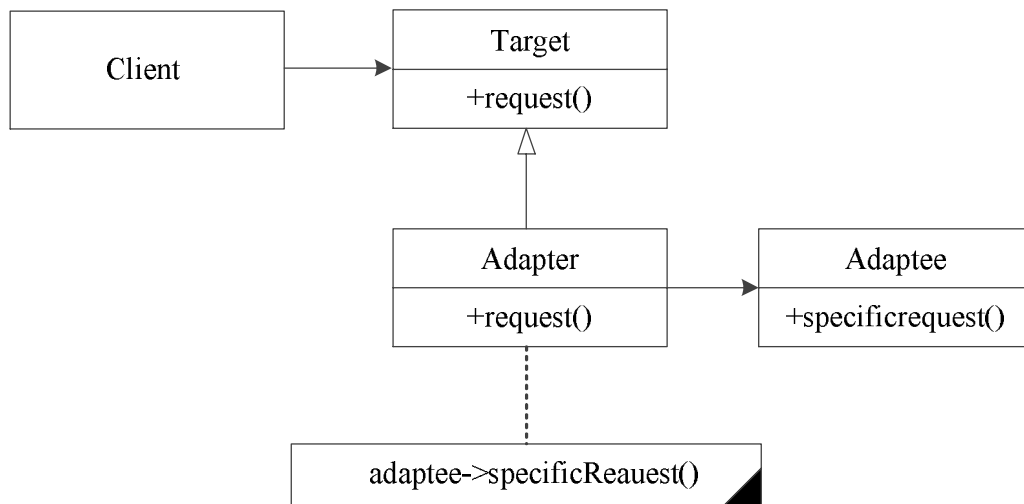 Client
Target
+request()
Adapter
+request()
Adaptee
+specificrequest()
adaptee->specificReauest()